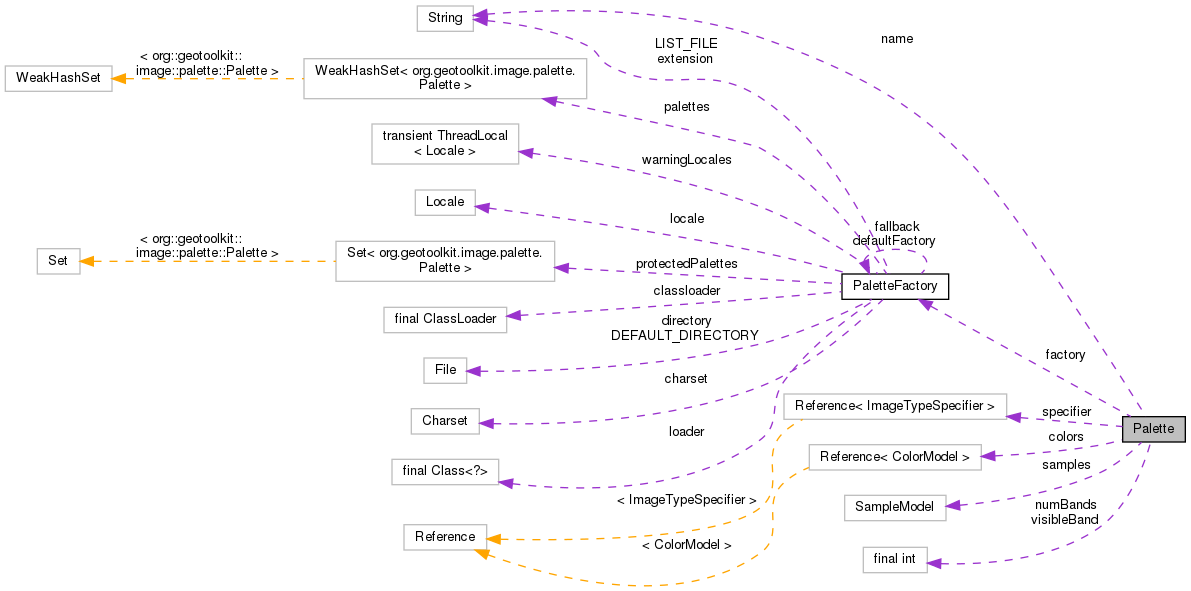 String
name
LIST_FILE
extension
< org::geotoolkit::
image::palette::Palette >
WeakHashSet
WeakHashSet< org.geotoolkit.image.palette.
Palette >
palettes
transient ThreadLocal
< Locale >
warningLocales
Locale
locale
fallback
defaultFactory
< org::geotoolkit::
image::palette::Palette >
Set
Set< org.geotoolkit.image.palette.
Palette >
protectedPalettes
PaletteFactory
classloader
final ClassLoader
directory
DEFAULT_DIRECTORY
File
factory
charset
Charset
Reference< ImageTypeSpecifier >
specifier
Palette
loader
colors
final Class<?>
Reference< ColorModel >
samples
< ImageTypeSpecifier >
SampleModel
numBands
visibleBand
Reference
< ColorModel >
final int